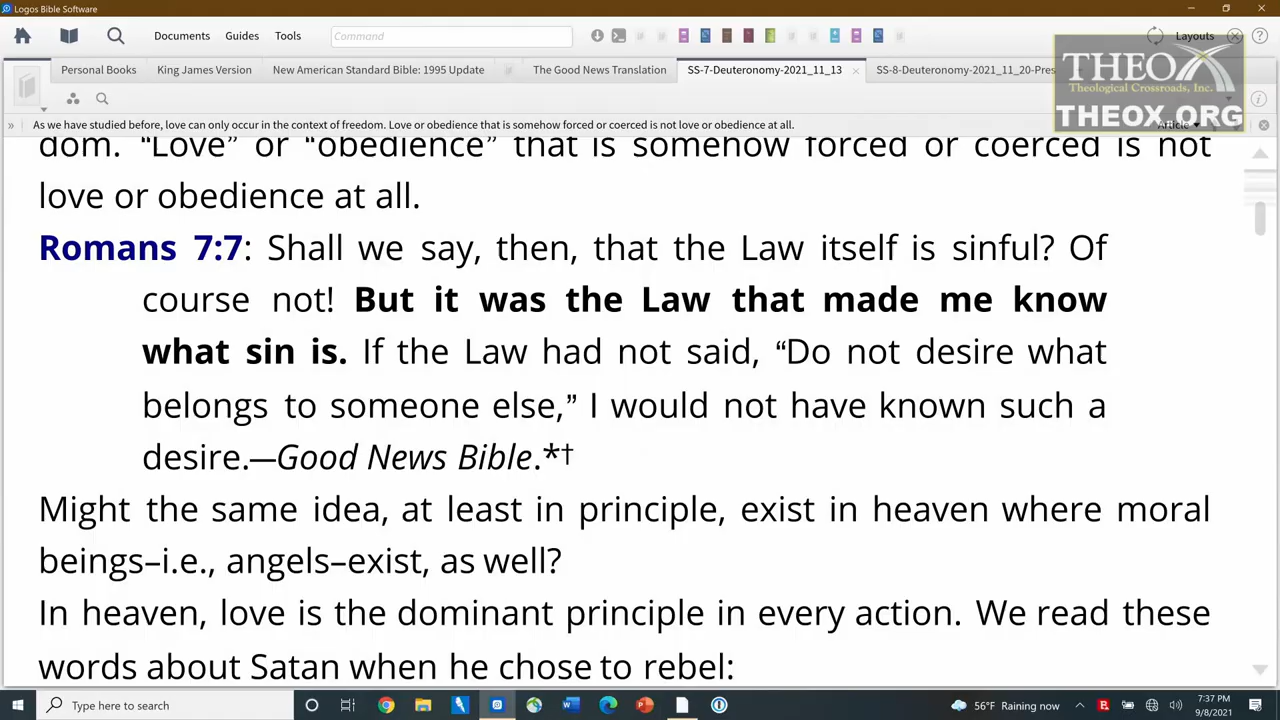 Logos Bible Software
Documents Guides Tools Command Layouts
Personal Books King James Version New American Standard The Good News Translation SS-7-Deuteronomy-2021_11_13 SS-8-Deuteronomy-2021_11_20-Pres
THEOX
Theological Crossroads, Inc.
THEOX.ORG
As we have studied before, love can only occur in the context of freedom. Love or obedience that is somehow forced or coerced is not love or obedience at all.
dom. “Love” or “obedience” that is somehow forced or coerced is not
love or obedience at all.
Romans 7:7: Shall we say, then, that the Law itself is sinful? Of
course not! But it was the Law that made me know
what sin is. If the Law had not said, “Do not desire what
belongs to someone else,” I would not have known such a
desire.—Good News Bible.*†
Might the same idea, at least in principle, exist in heaven where moral
beings–i.e., angels–exist, as well?
In heaven, love is the dominant principle in every action. We read these
words about Satan when he chose to rebel:
Type here to search 56°F Raining now 7:37 PM
9/8/2021